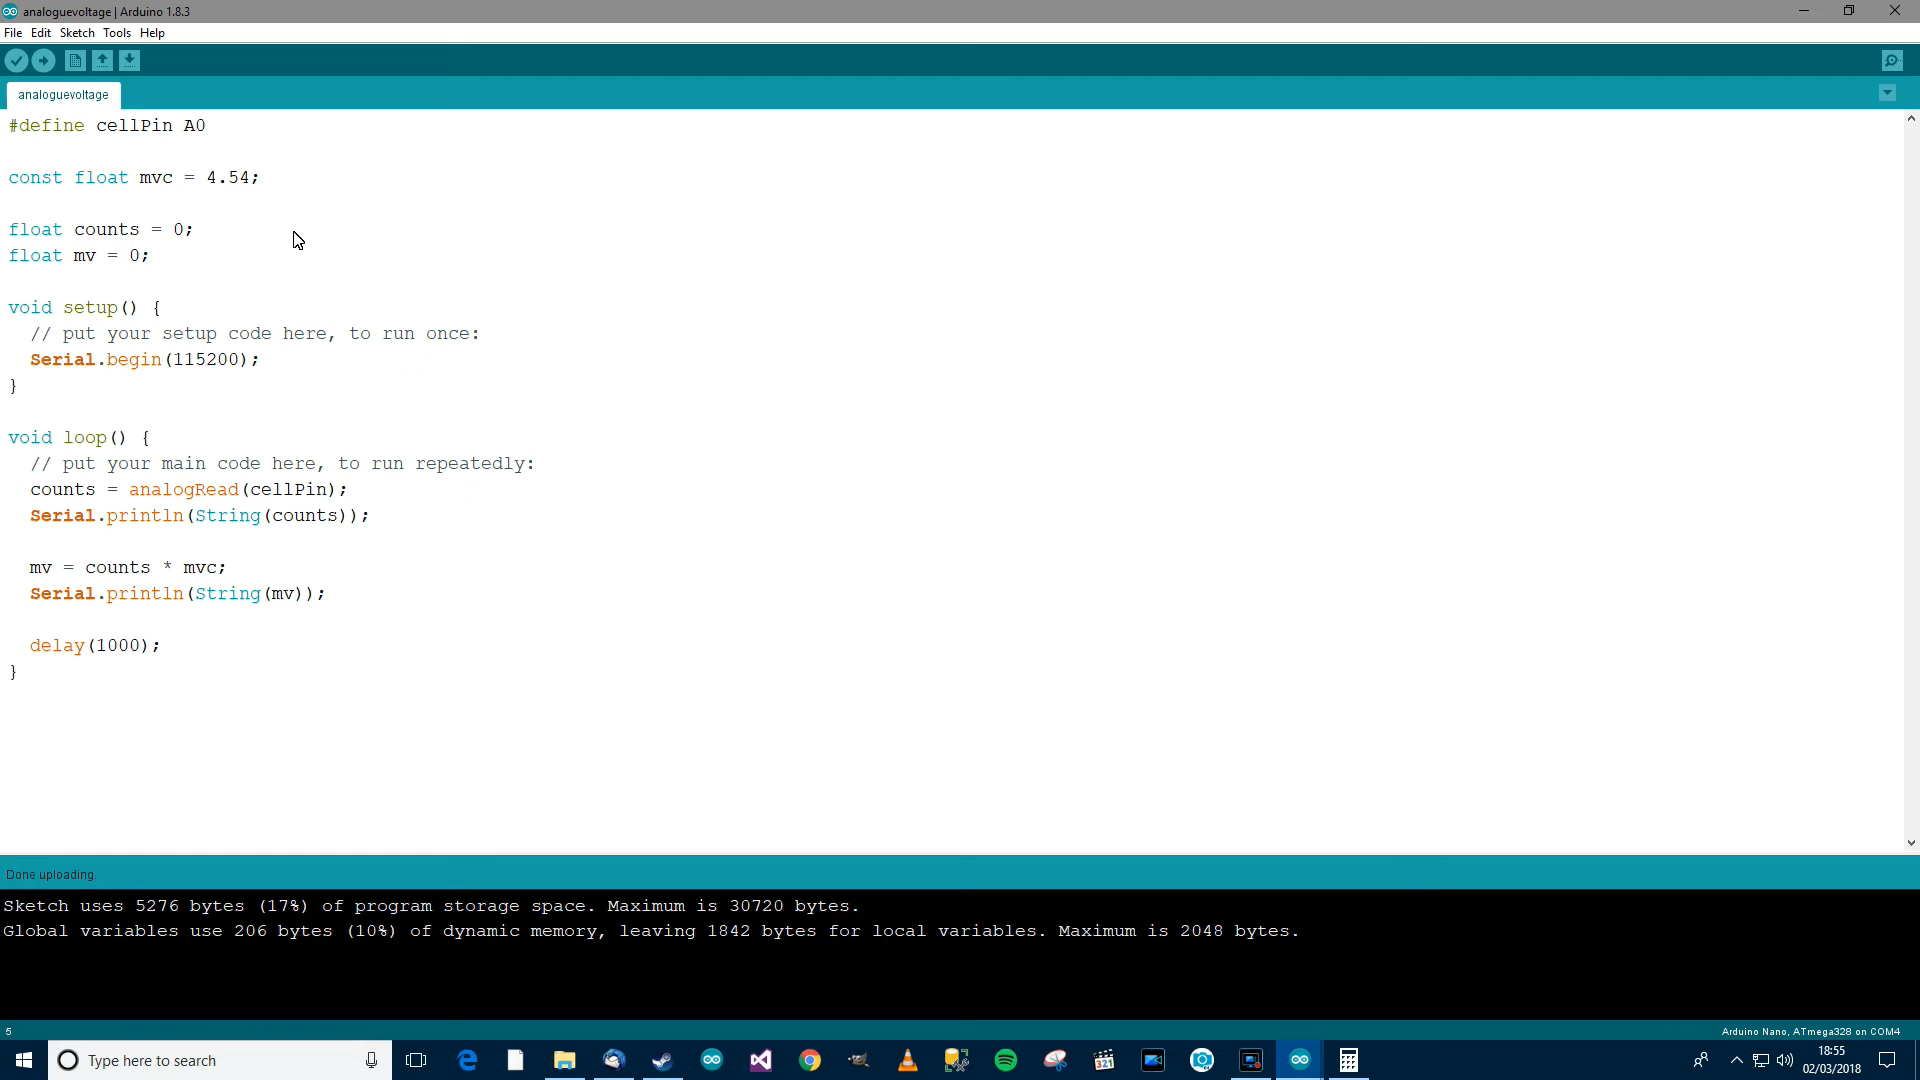 analoguevoltage | Arduino 1.8.3
File Edit Sketch Tools Help
analoguevoltage
#define cellPin A0
const float mvc = 4.54;
float counts = 0;
float mv = 0;
void setup() {
// put your setup code here, to run once:
Serial.begin(115200);
}
void loop() {
// put your main code here, to run repeatedly:
counts = analogRead(cellPin);
Serial.println(String(counts));
mv = counts * mvc;
Serial.println(String(mv));
delay(1000);
}
Done uploading.
Sketch uses 5276 bytes (17%) of program storage space. Maximum is 30720 bytes.
Global variables use 206 bytes (10%) of dynamic memory, leaving 1842 bytes for local variables. Maximum is 2048 bytes.
5
Arduino Nano, ATmega328 on COM4
Type here to search
321
18:55
02/03/2018